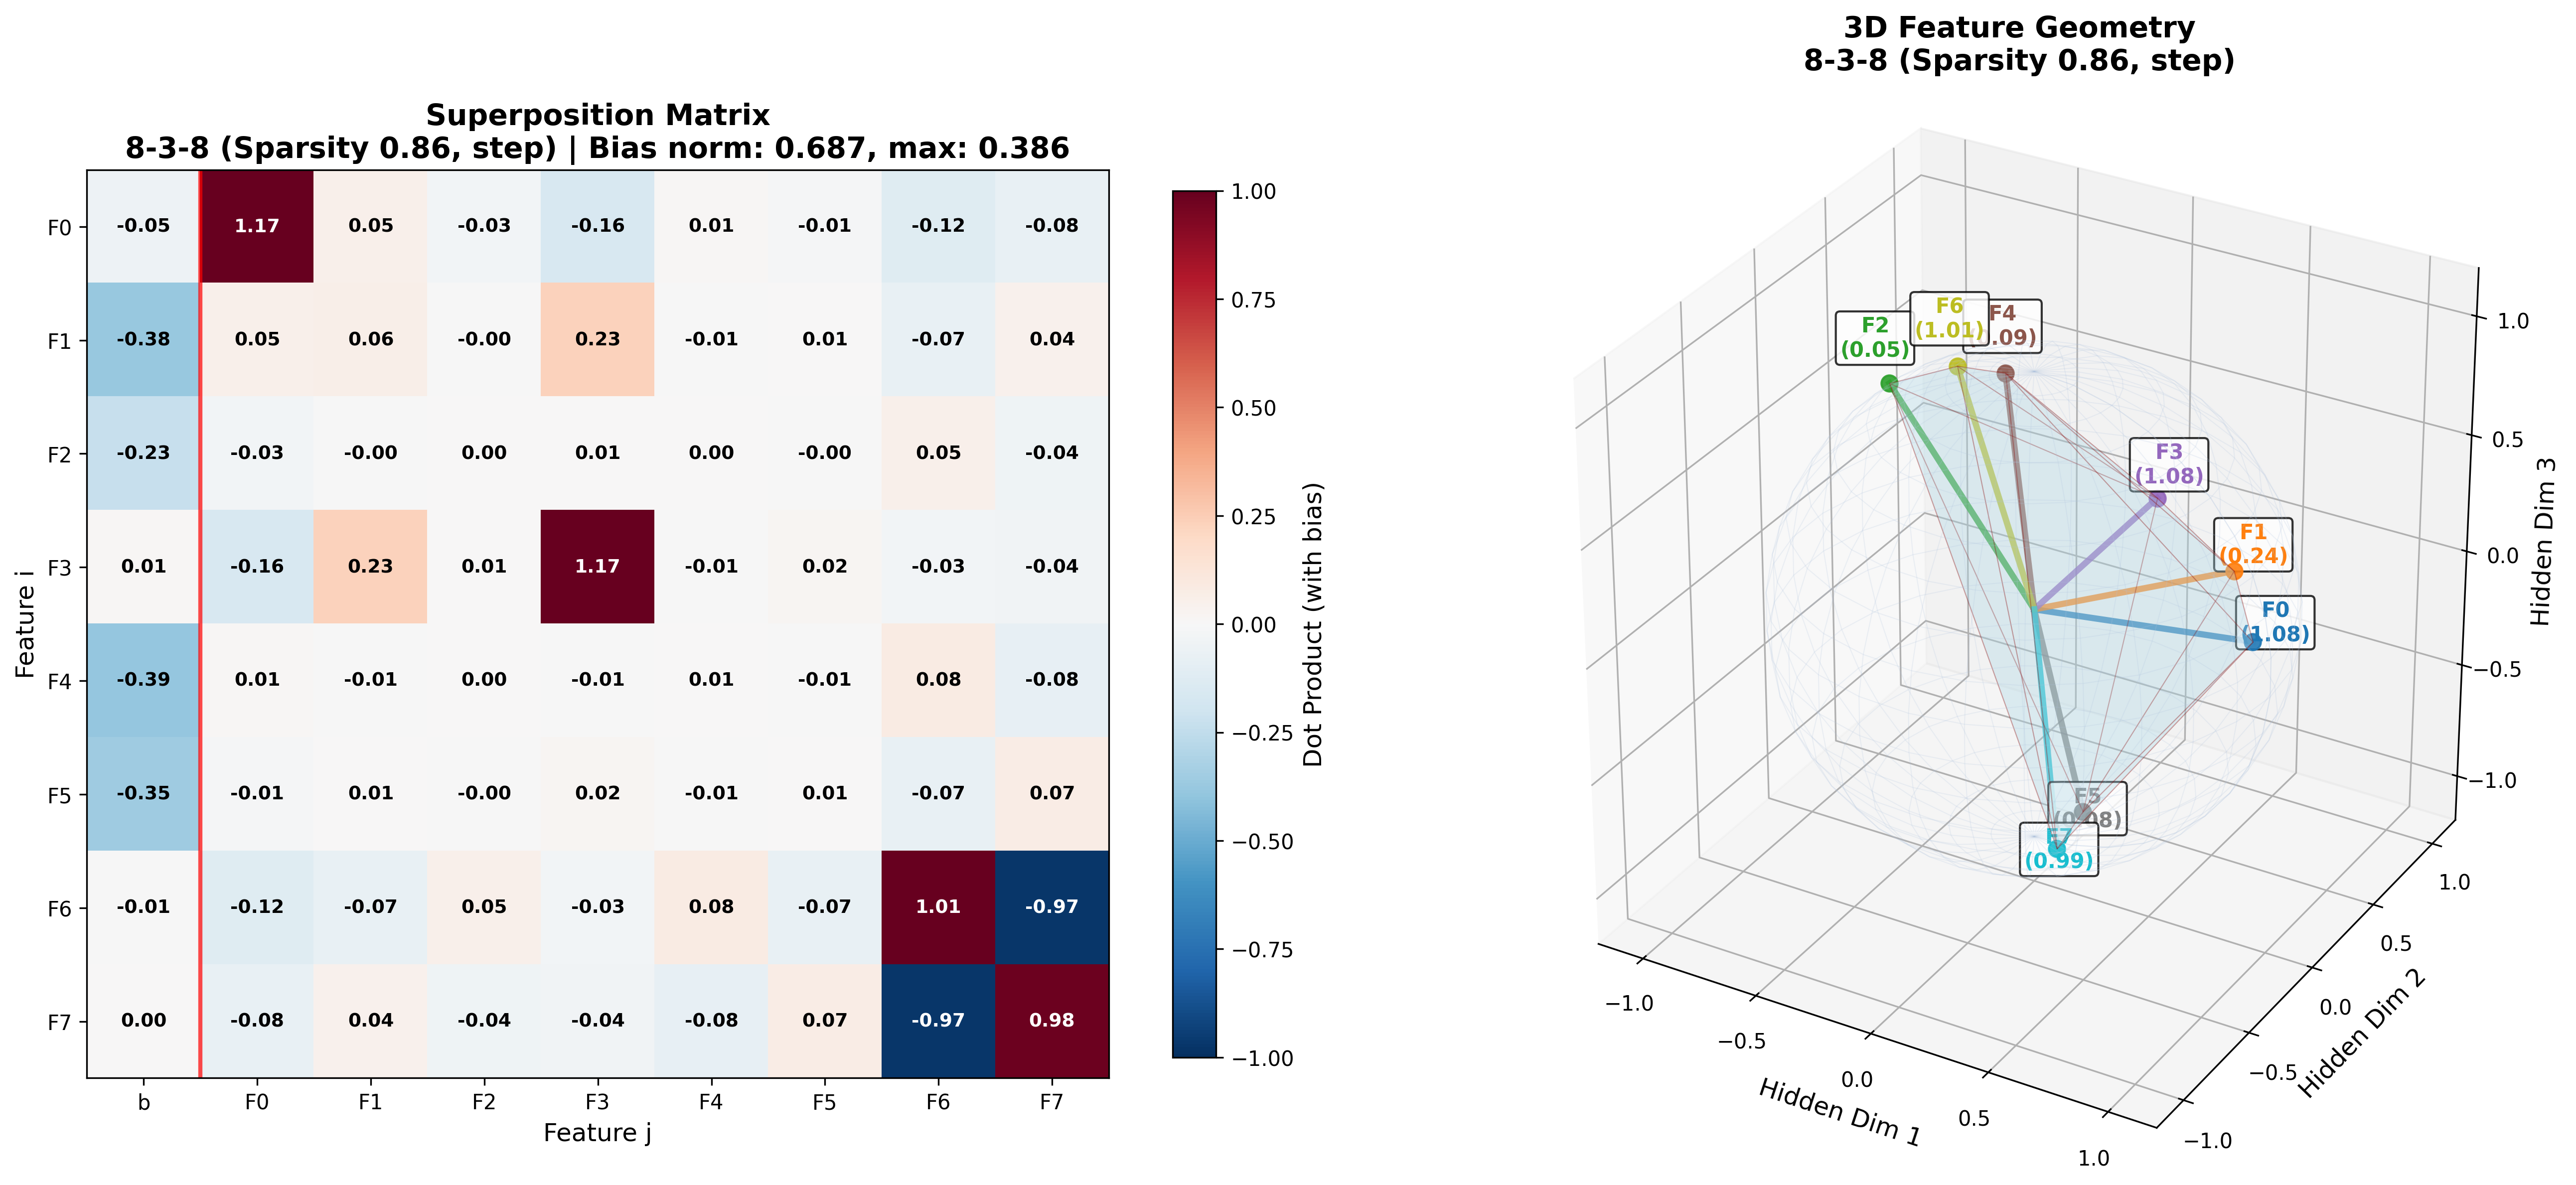 Superposition Matrix
8-3-8 (Sparsity 0.86, step) | Bias norm: 0.687, max: 0.386
Feature i
F0 -0.05 1.17 0.05 -0.03 -0.16 0.01 -0.01 -0.12 -0.08
F1 -0.38 0.05 0.06 -0.00 0.23 -0.01 0.01 -0.07 0.04
F2 -0.23 -0.03 -0.00 0.00 0.01 0.00 -0.00 0.05 -0.04
F3 0.01 -0.16 0.23 0.01 1.17 -0.01 0.02 -0.03 -0.04
F4 -0.39 0.01 -0.01 0.00 -0.01 0.01 -0.01 0.08 -0.08
F5 -0.35 -0.01 0.01 -0.00 0.02 -0.01 0.01 -0.07 0.07
F6 -0.01 -0.12 -0.07 0.05 -0.03 0.08 -0.07 1.01 -0.97
F7 0.00 -0.08 0.04 -0.04 -0.04 -0.08 0.07 -0.97 0.98
b F0 F1 F2 F3 F4 F5 F6 F7
Feature j
1.00
0.75
0.50
0.25
0.00
−0.25
−0.50
−0.75
−1.00
Dot Product (with bias)
3D Feature Geometry
8-3-8 (Sparsity 0.86, step)
F2
(0.05)
F6
(1.01)
F4
.09)
F3
(1.08)
F1
(0.24)
F0
(1.08)
F5
F7
(0.99)
−1.0
−0.5
0.0
0.5
1.0
Hidden Dim 1
−1.0
−0.5
0.0
0.5
1.0
Hidden Dim 2
1.0
0.5
0.0
−0.5
−1.0
Hidden Dim 3